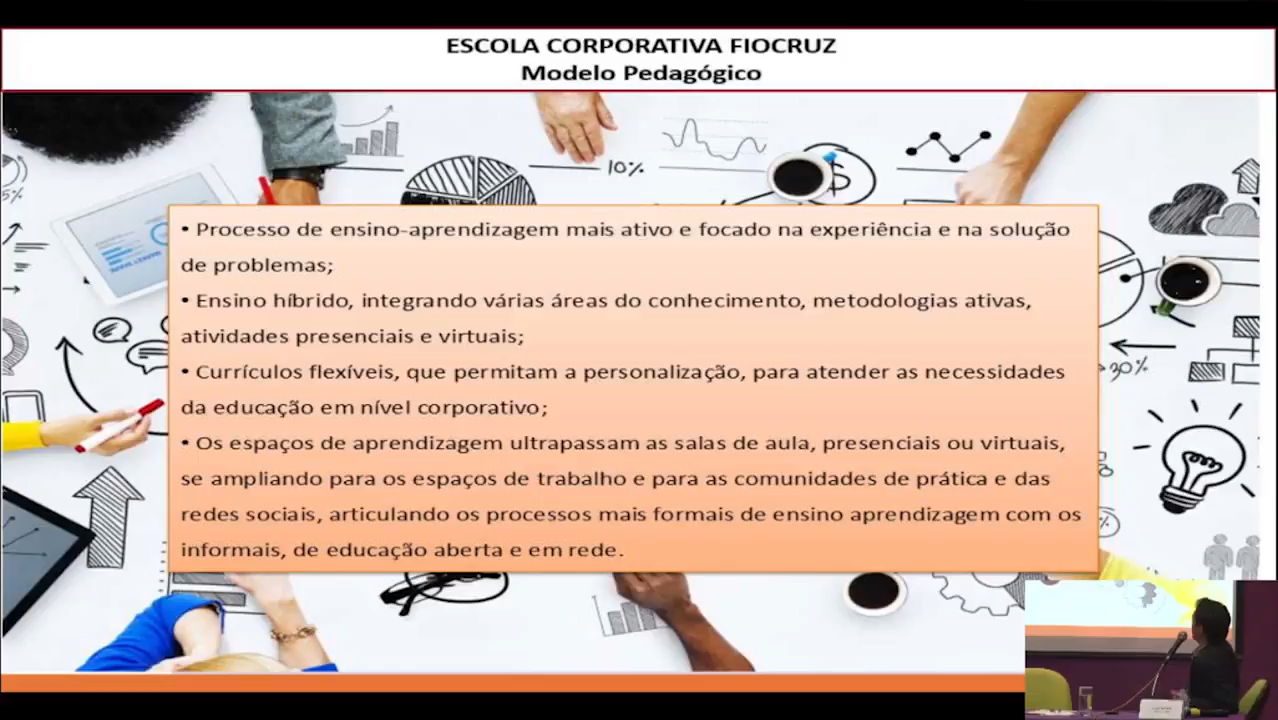 ESCOLA CORPORATIVA FIOCRUZ
Modelo Pedagógico
10%
5%
$
• Processo de ensino-aprendizagem mais ativo e focado na experiência e na solução
de problemas;
• Ensino híbrido, integrando várias áreas do conhecimento, metodologias ativas,
atividades presenciais e virtuais;
• Currículos flexíveis, que permitam a personalização, para atender as necessidades
da educação em nível corporativo;
• Os espaços de aprendizagem ultrapassam as salas de aula, presenciais ou virtuais,
se ampliando para os espaços de trabalho e para as comunidades de prática e das
redes sociais, articulando os processos mais formais de ensino aprendizagem com os
informais, de educação aberta e em rede.
30%
%